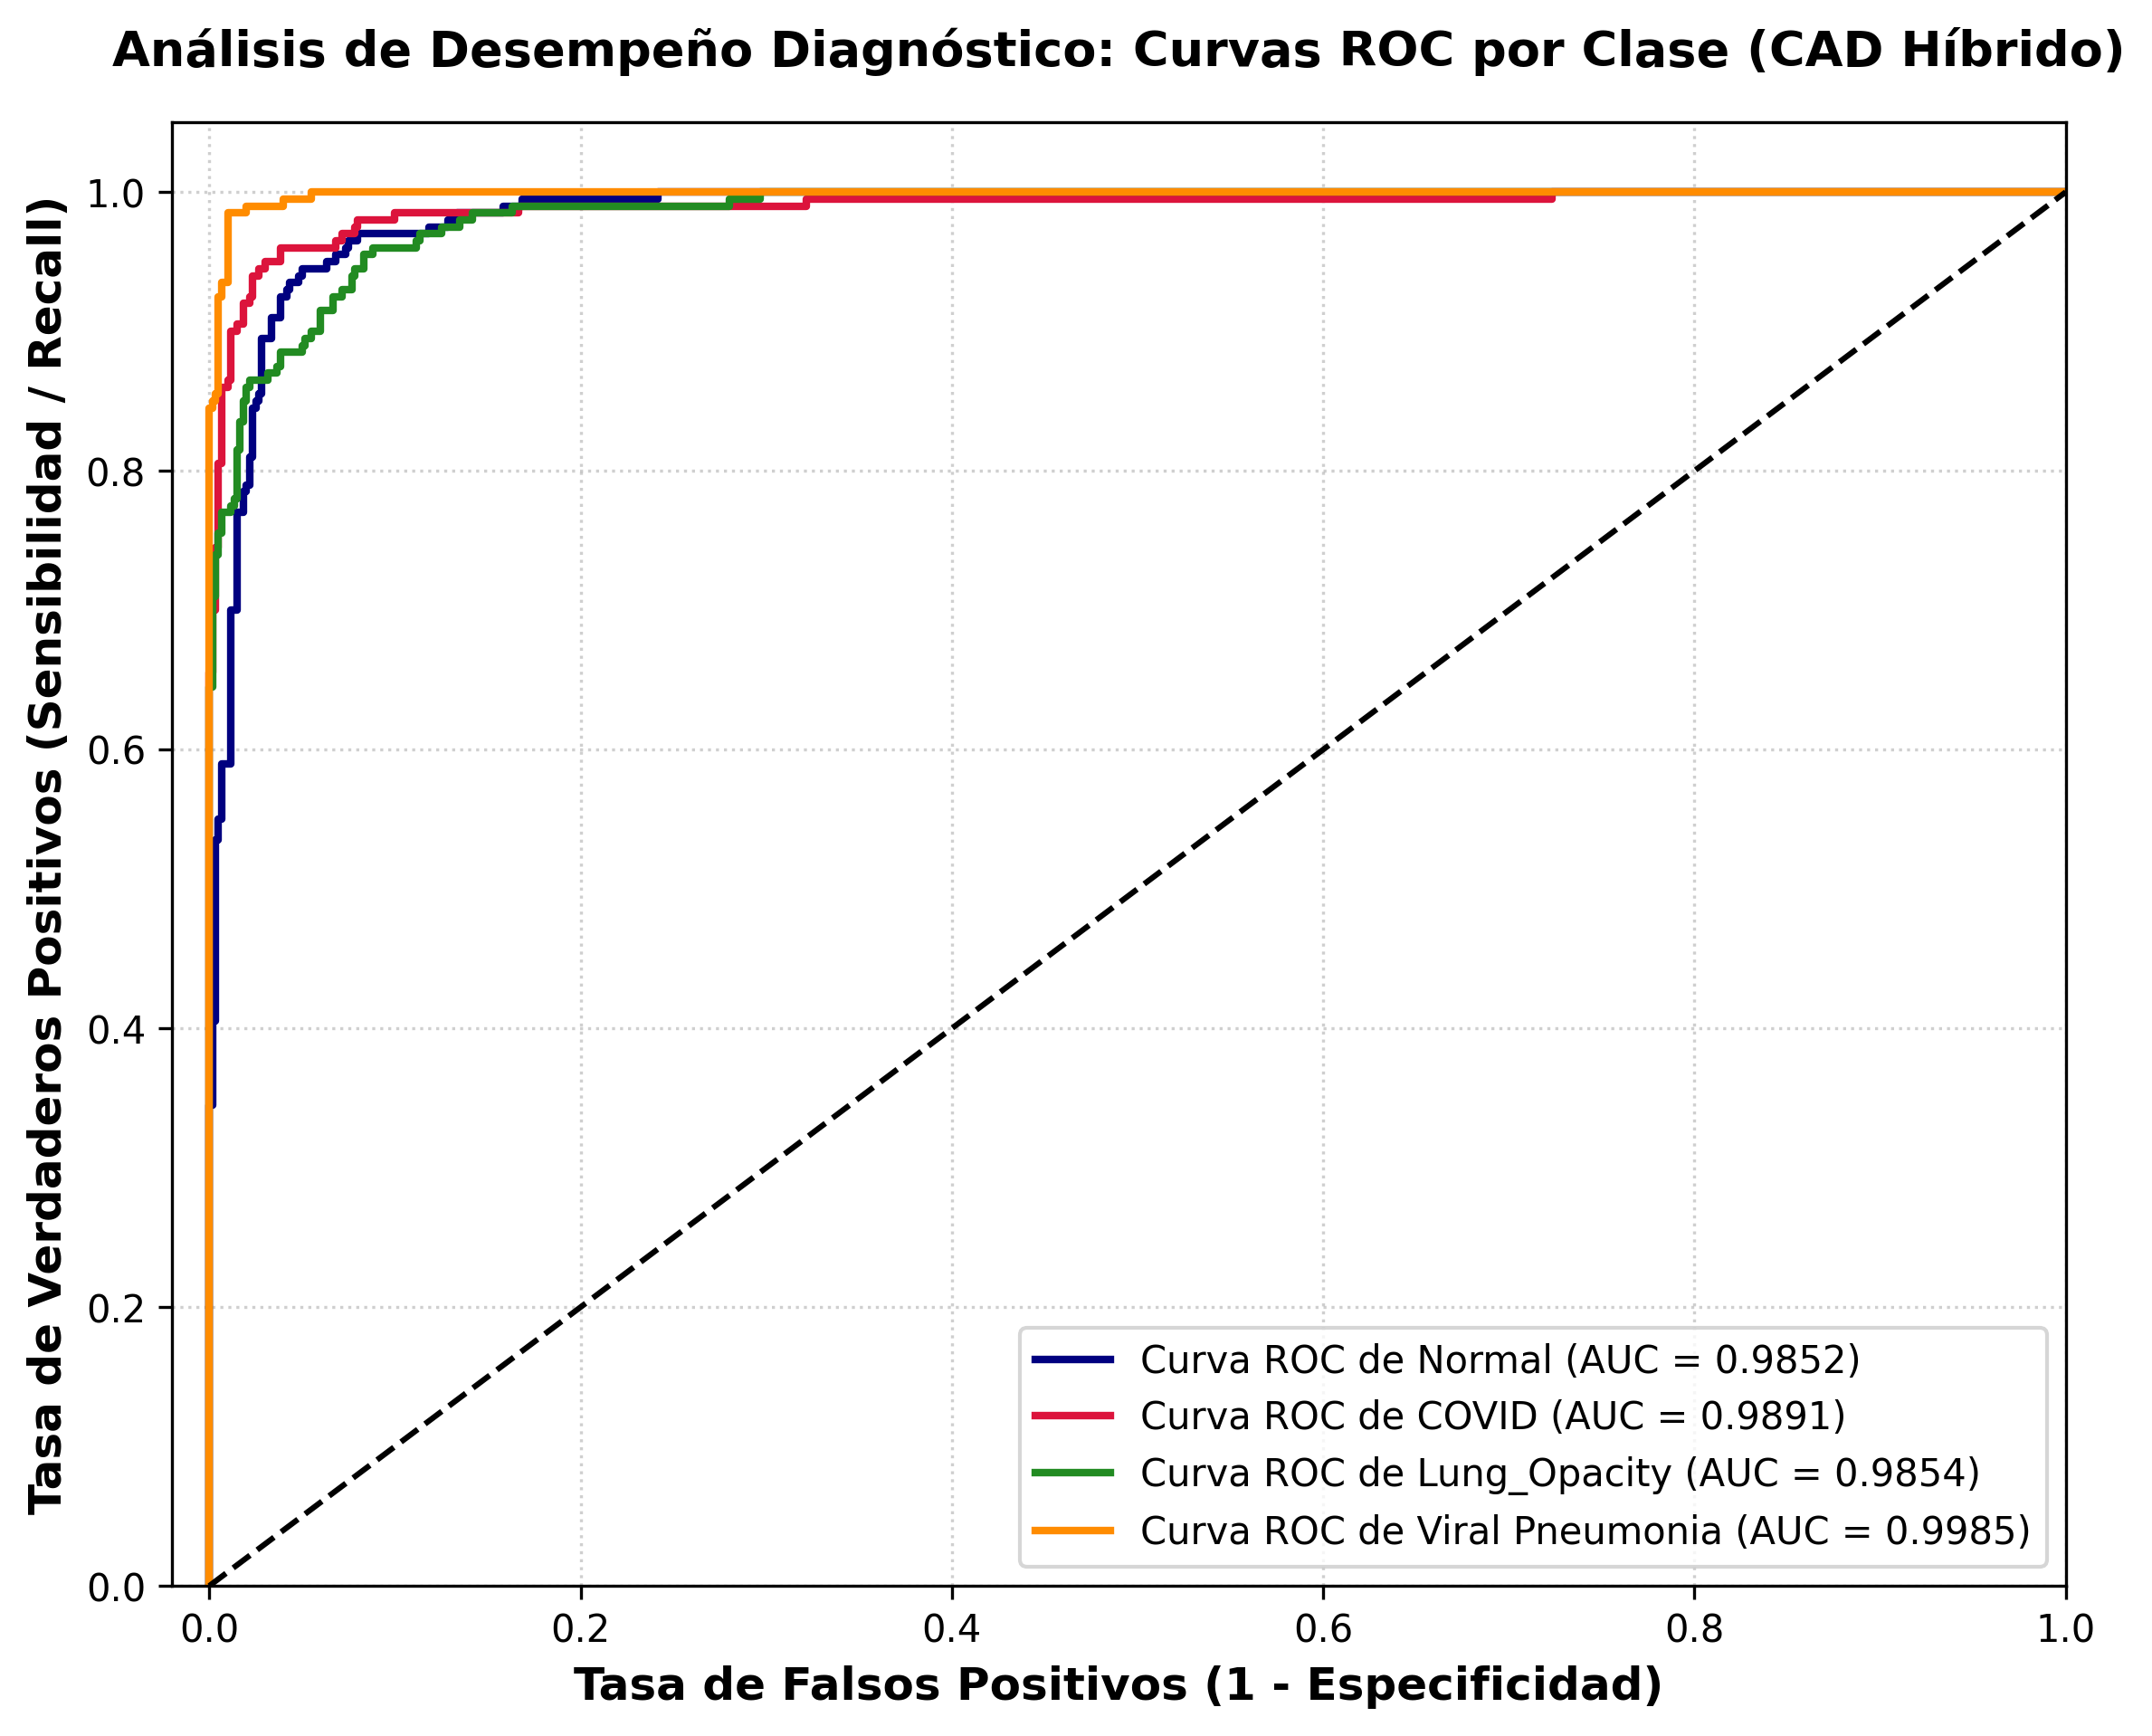 Análisis de Desempeño Diagnóstico: Curvas ROC por Clase (CAD Híbrido)
Tasa de Verdaderos Positivos (Sensibilidad / Recall)
1.0
0.8
0.6
0.4
0.2
0.0
Curva ROC de Normal (AUC = 0.9852)
Curva ROC de COVID (AUC = 0.9891)
Curva ROC de Lung_Opacity (AUC = 0.9854)
Curva ROC de Viral Pneumonia (AUC = 0.9985)
0.0 0.2 0.4 0.6 0.8 1.0
Tasa de Falsos Positivos (1 - Especificidad)